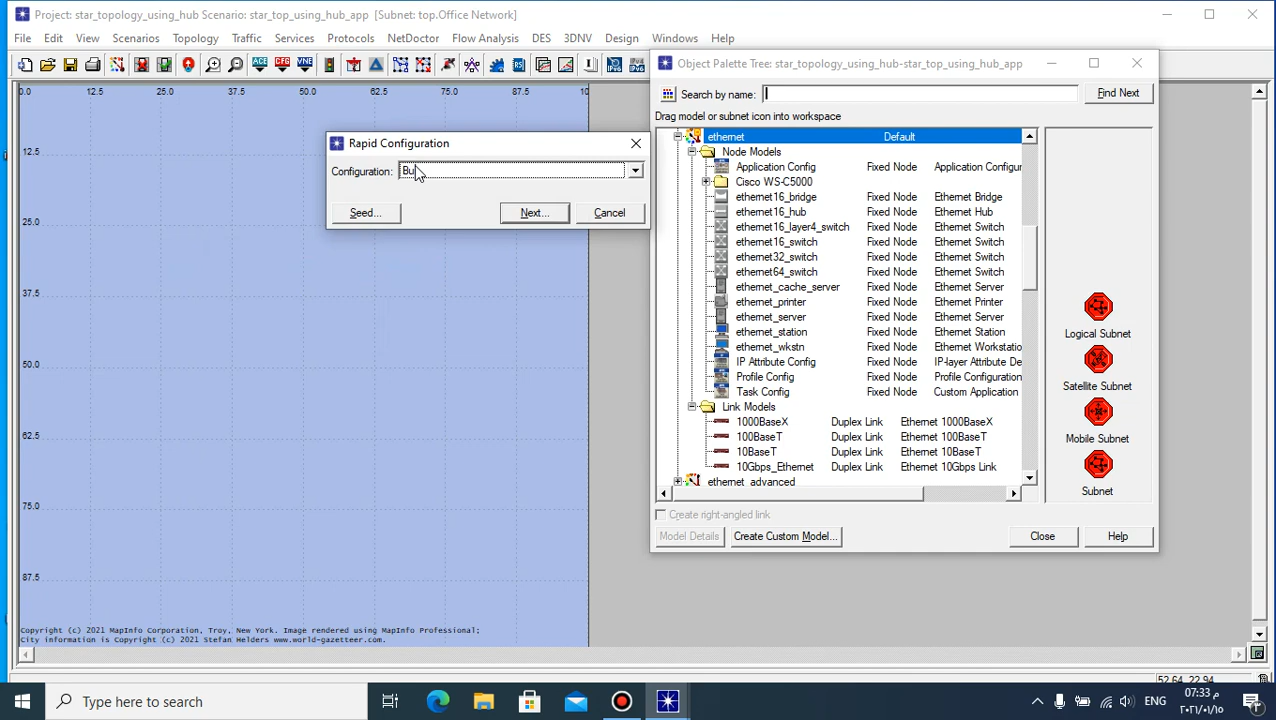 Project: star_topology_using_hub Scenario: star_top_using_hub_app [Subnet: top.Office Network]
File Edit View Scenarios Topology Traffic Services Protocols NetDoctor Flow Analysis DES 3DNV Design Windows Help
0.0 12.5 25.0 37.5 50.0 62.5 75.0 87.5 10
12.5
25.0
37.5
50.0
62.5
75.0
87.5
Copyright (c) 2021 MapInfo Corporation, Troy, New York. Image rendered using MapInfo Professional;
City information is Copyright (c) 2021 Stefan Helders www.world-gazetteer.com.
Rapid Configuration
Configuration: Bu
Seed... Next... Cancel
Object Palette Tree: star_topology_using_hub-star_top_using_hub_app
Search by name: Find Next
Drag model or subnet icon into workspace
ethernet Default
Node Models
Application Config Fixed Node Application Configur
Cisco WS-C5000
ethernet16_bridge Fixed Node Ethernet Bridge
ethernet16_hub Fixed Node Ethernet Hub
ethernet16_layer4_switch Fixed Node Ethernet Switch
ethernet16_switch Fixed Node Ethernet Switch
ethernet32_switch Fixed Node Ethernet Switch
ethernet64_switch Fixed Node Ethernet Switch
ethernet_cache_server Fixed Node Ethernet Server
ethernet_printer Fixed Node Ethernet Printer
ethernet_server Fixed Node Ethernet Server
ethernet_station Fixed Node Ethernet Station
ethernet_wkstn Fixed Node Ethernet Workstatio
IP Attribute Config Fixed Node IP-layer Attribute De
Profile Config Fixed Node Profile Configuration
Task Config Fixed Node Custom Application
Link Models
1000BaseX Duplex Link Ethernet 1000BaseX
100BaseT Duplex Link Ethernet 100BaseT
10BaseT Duplex Link Ethernet 10BaseT
10Gbps_Ethernet Duplex Link Ethernet 10Gbps Link
ethernet_advanced
Logical Subnet
Satellite Subnet
Mobile Subnet
Subnet
Create right-angled link
Model Details Create Custom Model... Close Help
52.64, 22.94
Type here to search
ENG
07:33 م
٢٠٢١/٠١/١٥